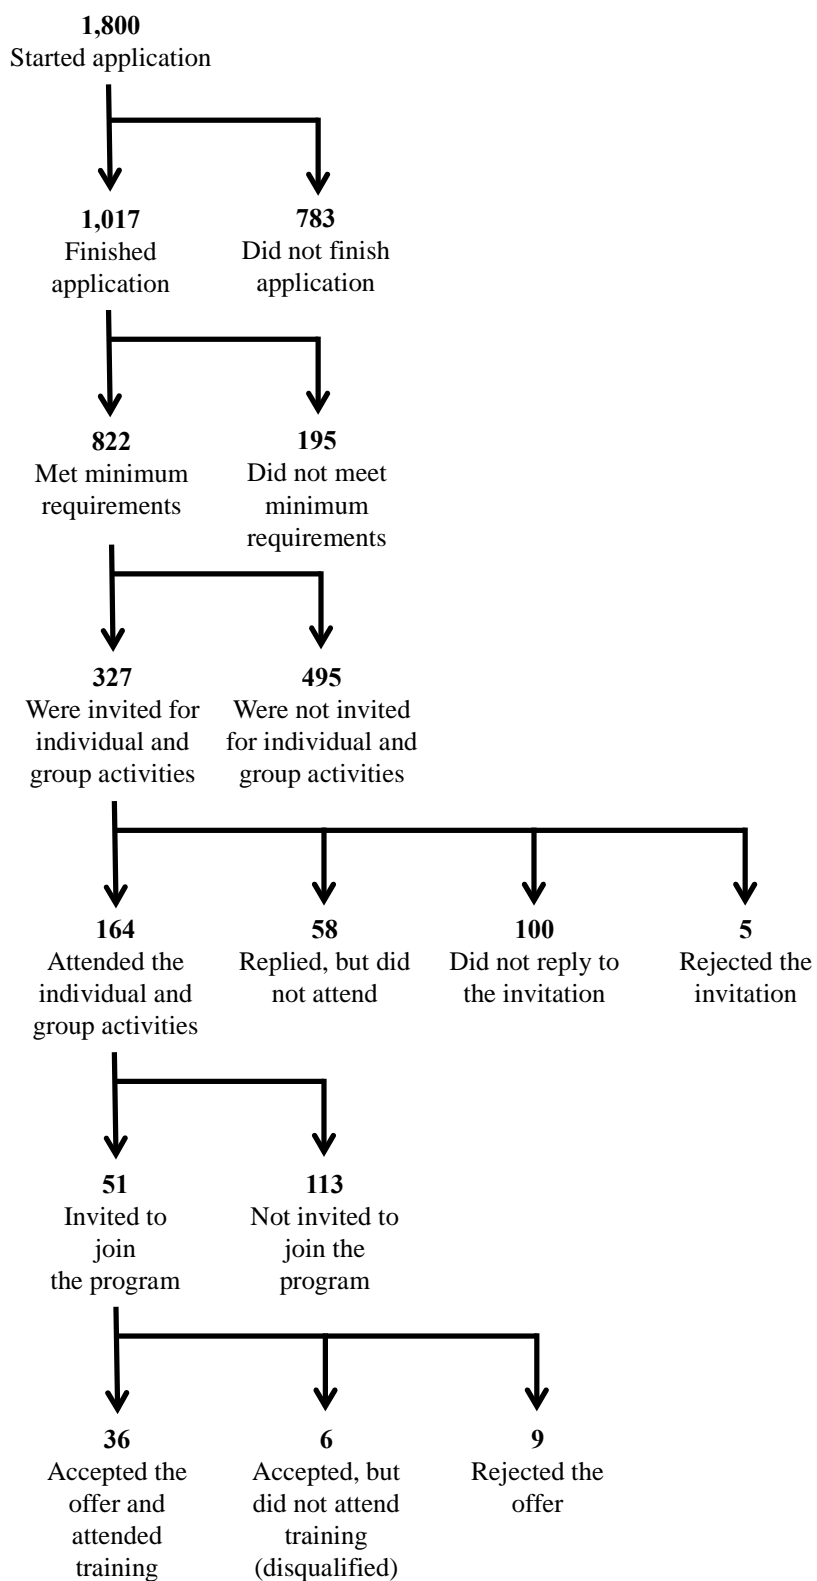 1,800
Started application
1,017
Finished
application
783
Did not finish
application
822
Met minimum
requirements
195
Did not meet
minimum
requirements
327
Were invited for
individual and
group activities
495
Were not invited
for individual and
group activities
164
Attended the
individual and
group activities
58
Replied, but did
not attend
100
Did not reply to
the invitation
5
Rejected the
invitation
51
Invited to
join
the program
113
Not invited to
join the
program
36
Accepted the
offer and
attended
training
6
Accepted, but
did not attend
training
(disqualified)
9
Rejected the
offer